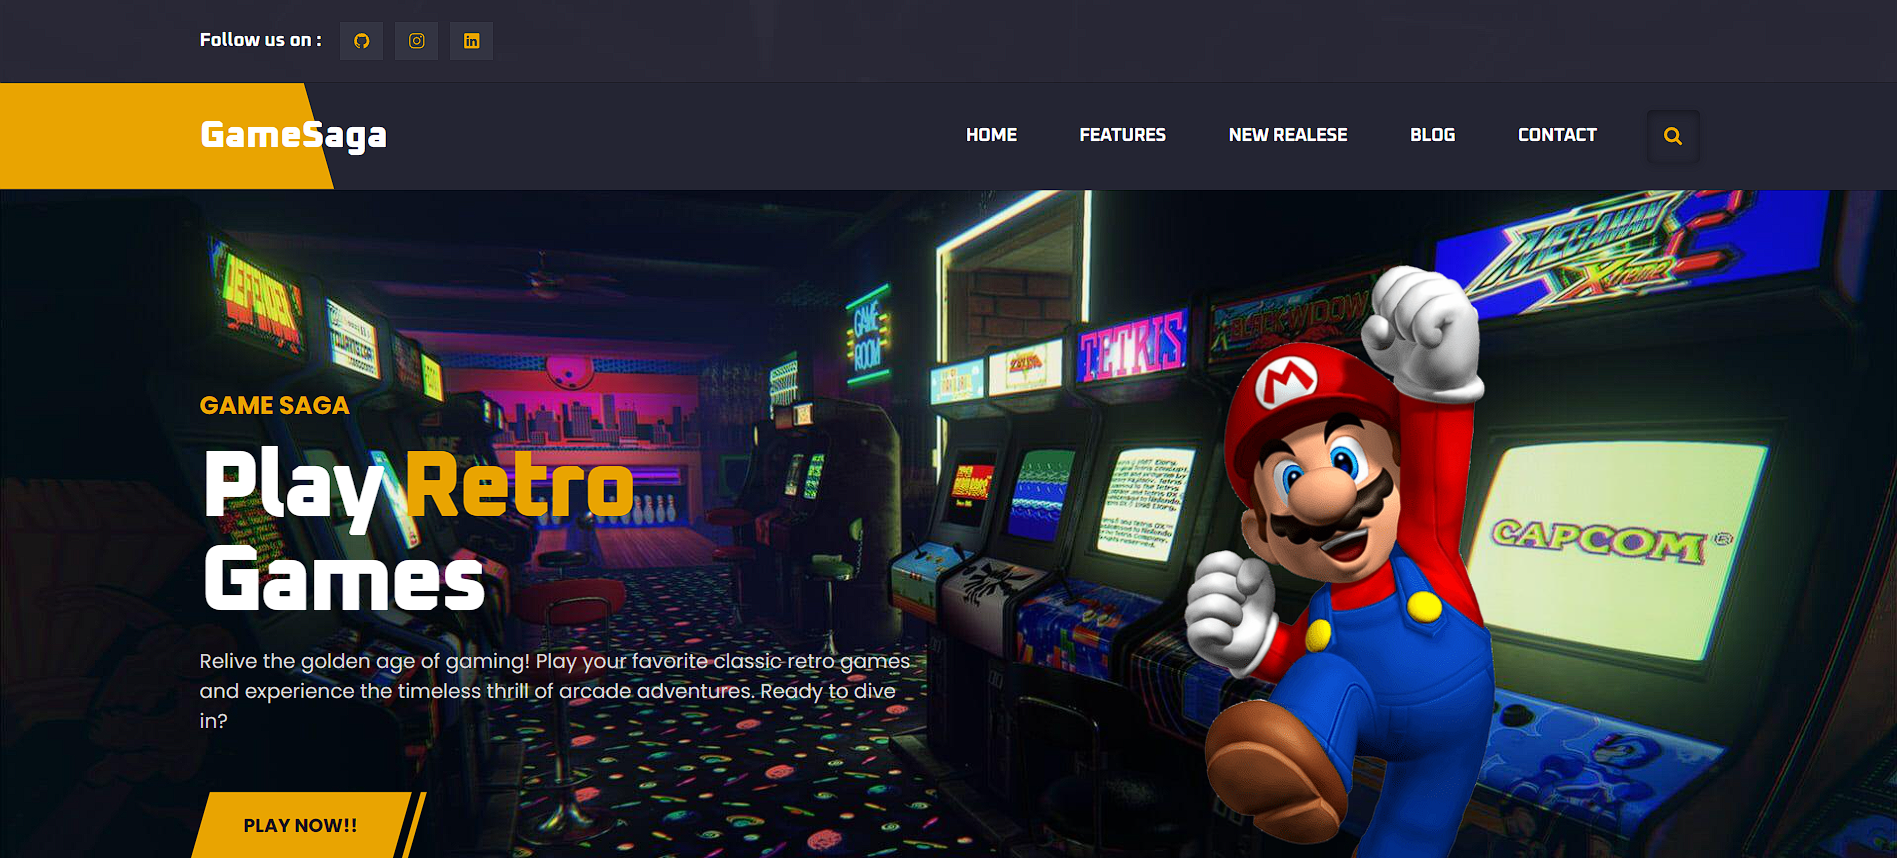 Follow us on :
GameSaga
HOME FEATURES NEW REALESE BLOG CONTACT
MEGAMAN
Xtreme
DEFENDER
GAME
ROOM
TETRIS
BLACK WIDOW
M
GAME SAGA
Play Retro
Games
CAPCOM ®
Relive the golden age of gaming! Play your favorite classic retro games
and experience the timeless thrill of arcade adventures. Ready to dive
in?
PLAY NOW!!